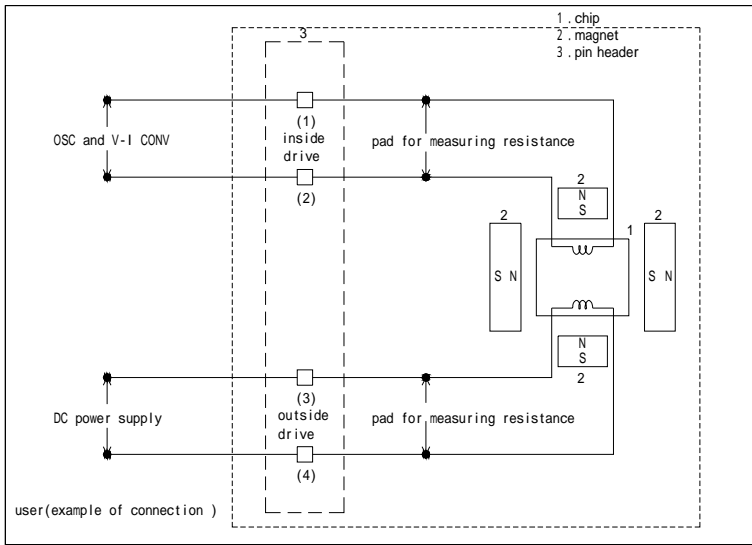 1 . chip
2 . magnet
3 . pin header
3
(1)
OSC and V-I CONV
inside
drive
pad for measuring resistance
(2)
2
N
S
2
2
1
S N
S N
N
S
2
(3)
DC power supply
outside
drive
pad for measuring resistance
(4)
user(example of connection )